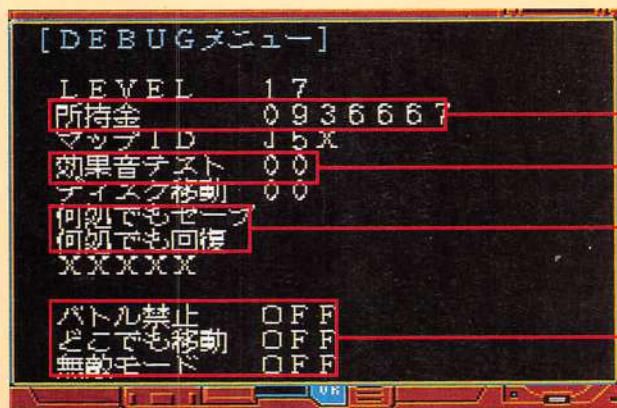 [DEBUGメニュー]
LEVEL 17
所持金 0936667
マップID J5X
効果音テスト 00
ディスク移動 00
何処でもセーブ
何処でも回復
XXXXX
バトル禁止 OFF
どこでも移動 OFF
無敵モード OFF